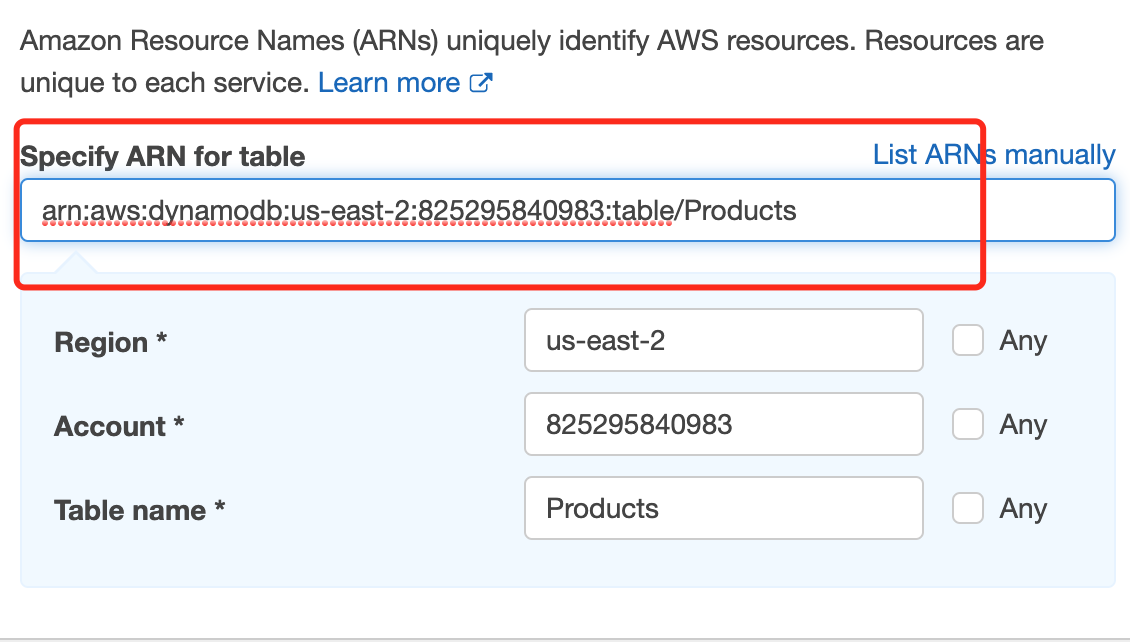 Amazon Resource Names (ARNs) uniquely identify AWS resources. Resources are
unique to each service. Learn more
Specify ARN for table
List ARNs manually
arn:aws:dynamodb:us-east-2:825295840983:table/Products
Region *
us-east-2
Any
Account *
825295840983
Any
Table name *
Products
Any